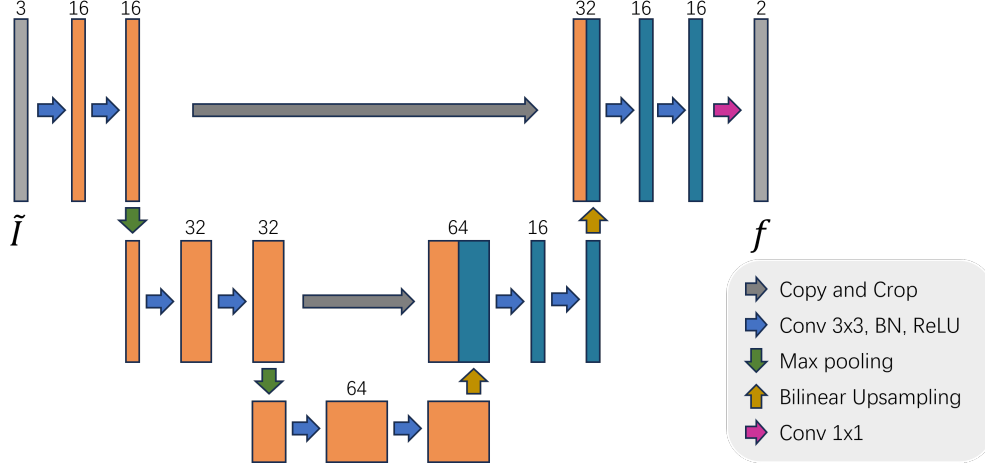 3 16 16 32 16 16 2
Ĩ f
32 32 64 16
64
Copy and Crop
Conv 3x3, BN, ReLU
Max pooling
Bilinear Upsampling
Conv 1x1